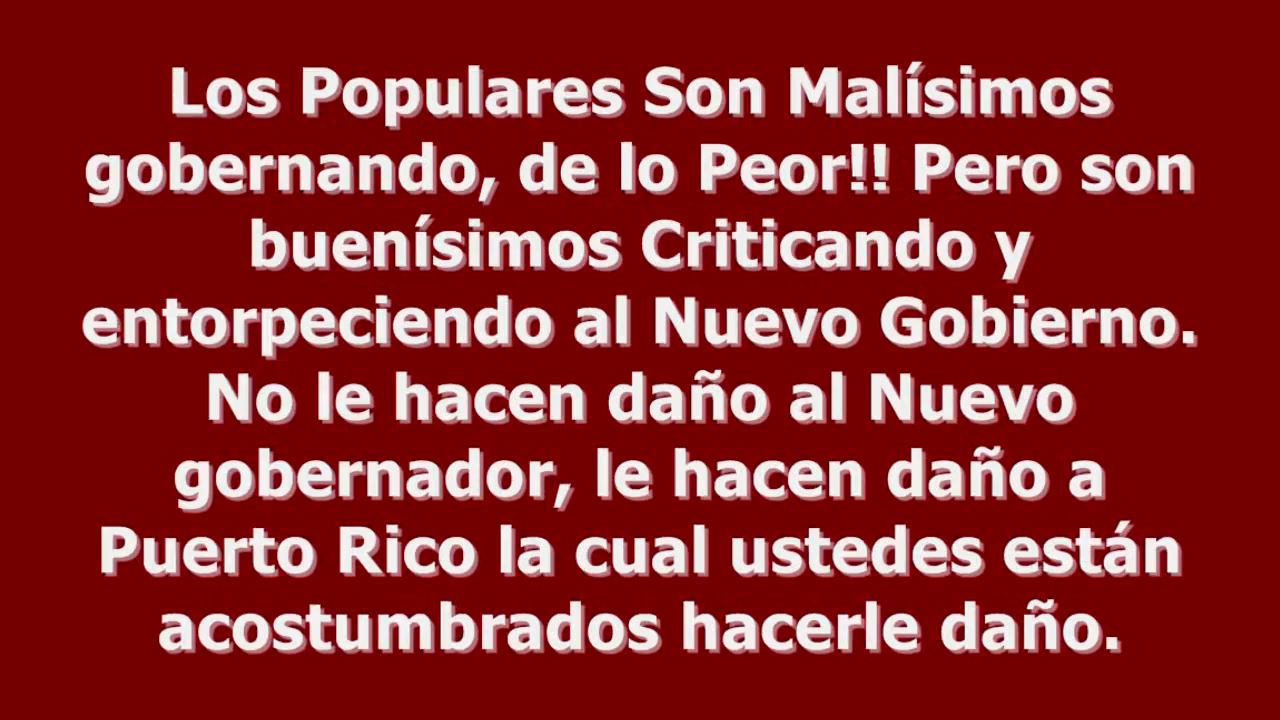 Los Populares Son Malísimos
gobernando, de lo Peor!! Pero son
buenísimos Criticando y
entorpeciendo al Nuevo Gobierno.
No le hacen daño al Nuevo
gobernador, le hacen daño a
Puerto Rico la cual ustedes están
acostumbrados hacerle daño.